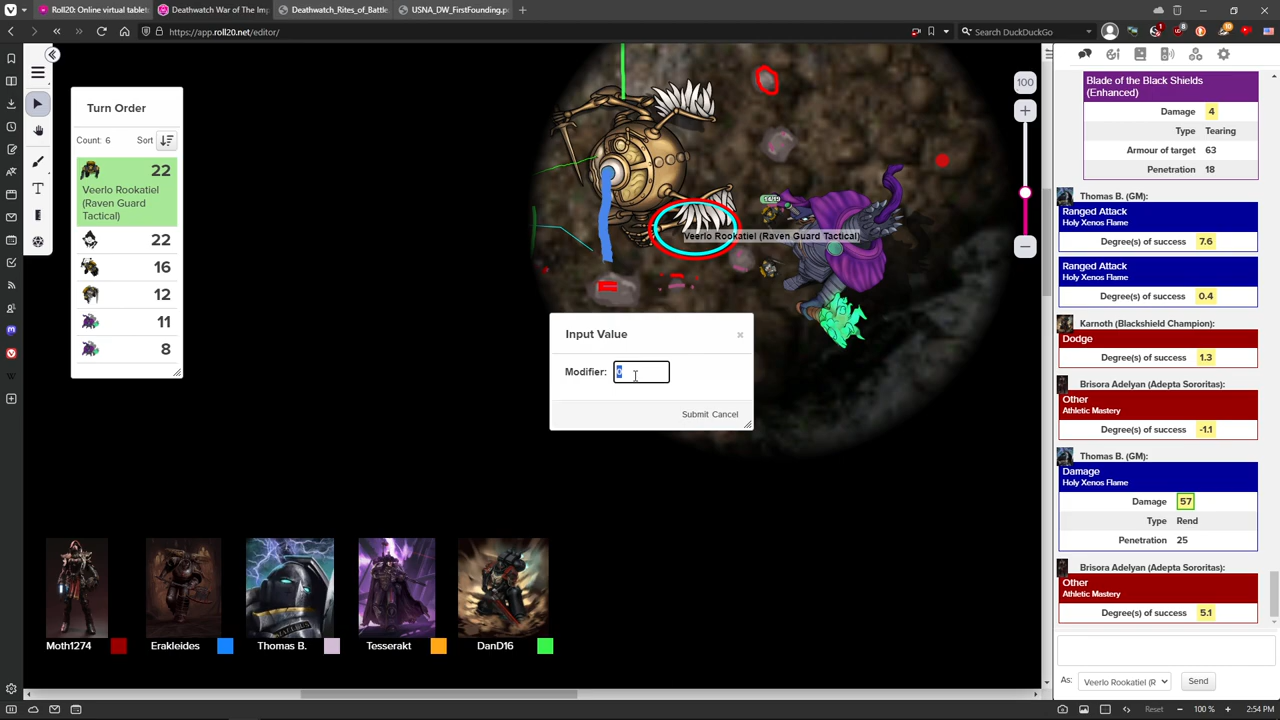 Roll20: Online virtual tablet
Deathwatch War of The Imp
Deathwatch_Rites_of_Battle
USNA_DW_FirstFounding.p
https://app.roll20.net/editor/
Search DuckDuckGo
Turn Order
Count: 6
Sort
22
Veerlo Rookatiel
(Raven Guard
Tactical)
22
16
12
11
8
Veerlo Rookatiel (Raven Guard Tactical)
100
Input Value
Modifier: 0
Submit Cancel
Moth1274
Erakleides
Thomas B.
Tesserakt
DanD16
Blade of the Black Shields
(Enhanced)
Damage 4
Type Tearing
Armour of target 63
Penetration 18
Thomas B. (GM):
Ranged Attack
Holy Xenos Flame
Degree(s) of success 7.6
Ranged Attack
Holy Xenos Flame
Degree(s) of success 0.4
Karnoth (Blackshield Champion):
Dodge
Degree(s) of success 1.3
Brisora Adelyan (Adepta Sororitas):
Other
Athletic Mastery
Degree(s) of success -1.1
Thomas B. (GM):
Damage
Holy Xenos Flame
Damage 57
Type Rend
Penetration 25
Brisora Adelyan (Adepta Sororitas):
Other
Athletic Mastery
Degree(s) of success 5.1
As: Veerlo Rookatiel (R
Send
Reset
100 %
2:54 PM